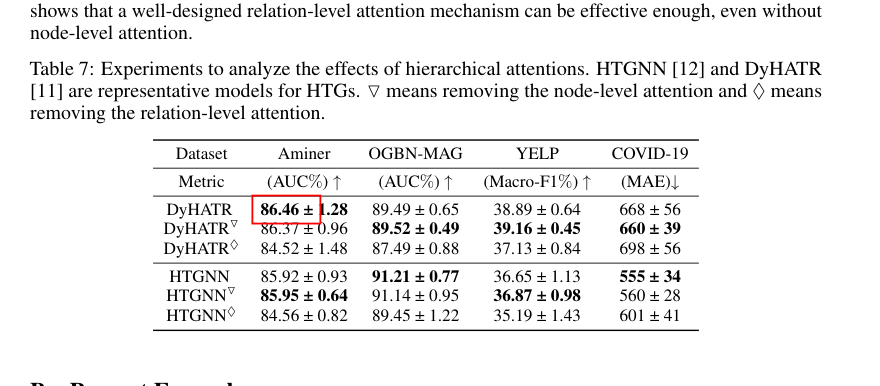 shows that a well-designed relation-level attention mechanism can be effective enough, even without
node-level attention.
Table 7: Experiments to analyze the effects of hierarchical attentions. HTGNN [12] and DyHATR
[11] are representative models for HTGs. ▽ means removing the node-level attention and ◊ means
removing the relation-level attention.
Dataset Aminer OGBN-MAG YELP COVID-19
Metric (AUC%) ↑ (AUC%) ↑ (Macro-F1%) ↑ (MAE)↓
DyHATR 86.46 ± 1.28 89.49 ± 0.65 38.89 ± 0.64 668 ± 56
DyHATR▽ 86.37 ± 0.96 89.52 ± 0.49 39.16 ± 0.45 660 ± 39
DyHATR◊ 84.52 ± 1.48 87.49 ± 0.88 37.13 ± 0.84 698 ± 56
HTGNN 85.92 ± 0.93 91.21 ± 0.77 36.65 ± 1.13 555 ± 34
HTGNN▽ 85.95 ± 0.64 91.14 ± 0.95 36.87 ± 0.98 560 ± 28
HTGNN◊ 84.56 ± 0.82 89.45 ± 1.22 35.19 ± 1.43 601 ± 41